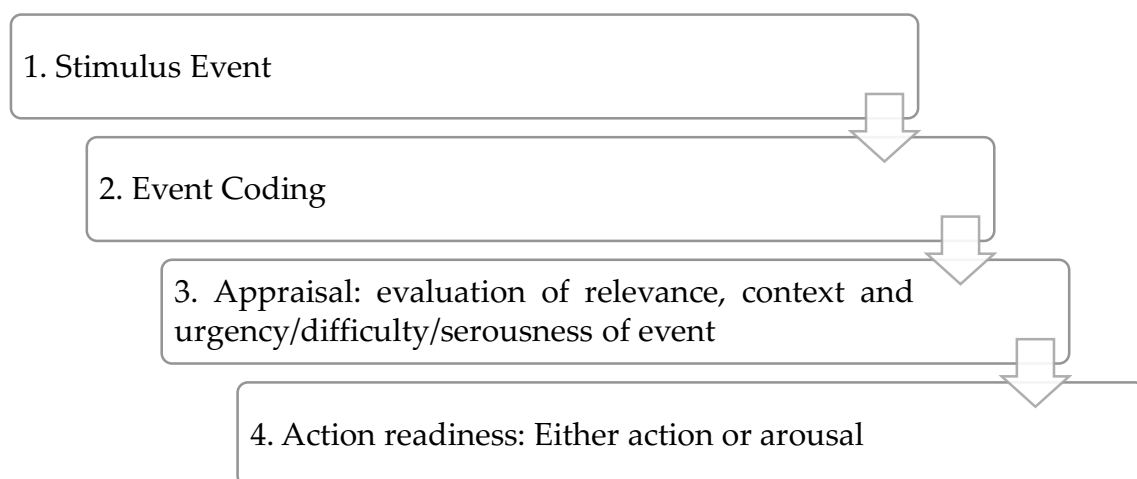 1. Stimulus Event
2. Event Coding
3. Appraisal: evaluation of relevance, context and
urgency/difficulty/serousness of event
4. Action readiness: Either action or arousal